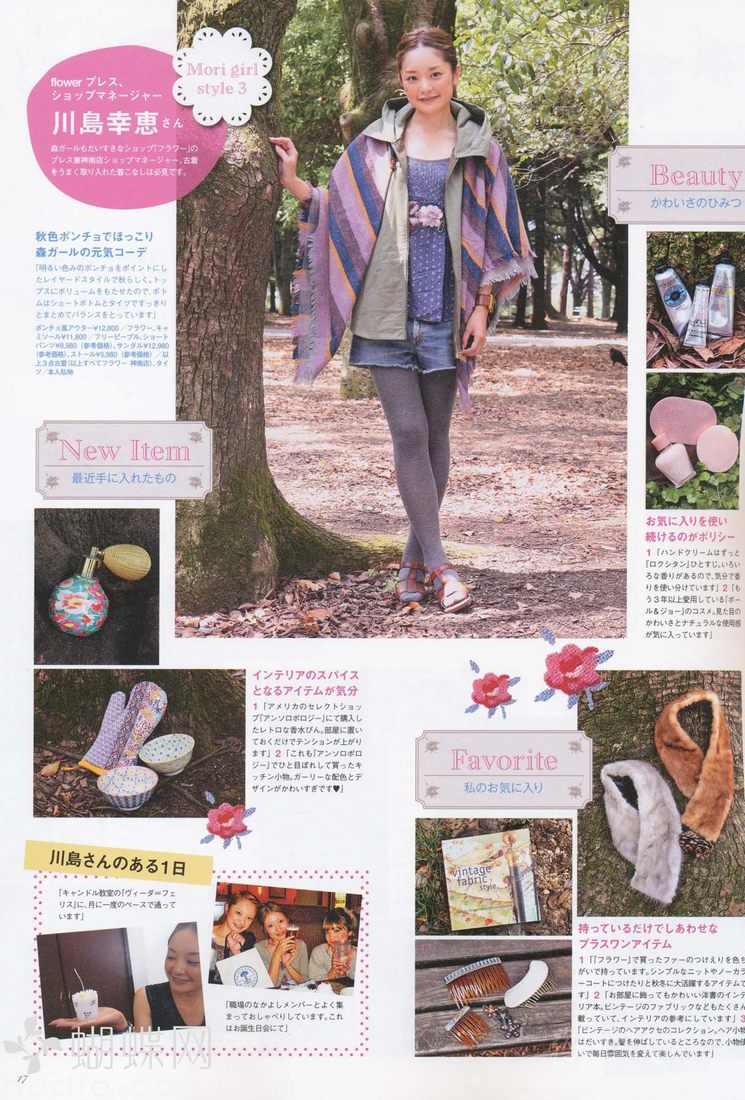 Mori girl
style 3
flower プレス、
ショップマネージャー
川島幸恵さん
森ガールもだいすきなショップ「フラワー」の
プレス兼神南店ショップマネージャー。古着
をうまく取り入れた着こなしは必見です。
秋色ポンチョでほっこり
森ガールの元気コーデ
「明るい色みのポンチョをポイントにし
たレイヤードスタイルで秋らしく。トッ
プスにボリュームをもたせたので、ボト
ムはショートボトムとタイツですっきり
とまとめてバランスをとっています」
ポンチョ風アウター¥12,800/フラワー、キャ
ミソール¥11,800/フリーピープル、ショート
パンツ¥8,980(参考価格)、サンダル¥12,980
(参考価格)、ストール¥5,980(参考価格)/以
上3点古着(以上すべてフラワー 神南店)、タイ
ツ/本人私物
Beauty
かわいさのひみつ
お気に入りを使い
続けるのがポリシー
1「ハンドクリームはずっと
『ロクシタン』ひとすじ。いろい
ろな香りがあるので、気分で香
りを使い分けています」2「も
う3年以上愛用している『ポー
ル&ジョー』のコスメ。見た目の
かわいさとナチュラルな使用感
が気に入っています」
New Item
最近手に入れたもの
インテリアのスパイス
となるアイテムが気分
1「アメリカのセレクトショッ
プ『アンソロポロジー』にて購入し
たレトロな香水びん。部屋に置い
ておくだけでテンションが上がり
ます」2「これも『アンソロポロ
ジー』でひと目ぼれして買ったキ
ッチン小物。ガーリーな配色とデ
ザインがかわいすぎです♥」
Favorite
私のお気に入り
vintage
fabric
style
持っているだけでしあわせな
プラスワンアイテム
1「『フラワー』で買ったファーのつけえりを色ち
がいで持っています。シンプルなニットやノーカラ
ーコートにつけたりと秋冬に大活躍するアイテムで
す」2「お部屋に飾ってもかわいい洋書のインテ
リア本。ビンテージのファブリックなどもたくさん
載っていて、インテリアの参考にしています」3
「ビンテージのヘアアクセのコレクション。ヘア小物
はだいすき。髪を伸ばしているところなので、小物使
いで毎日雰囲気を変えて楽しんでいます」
川島さんのある1日
「キャンドル教室の『ヴィーダ=フェ
リス』に、月に一度のペースで通って
います」
「職場のなかよしメンバーとよく集
まっておしゃべりしています。これ
はお誕生日会にて」
蝴蝶网
17